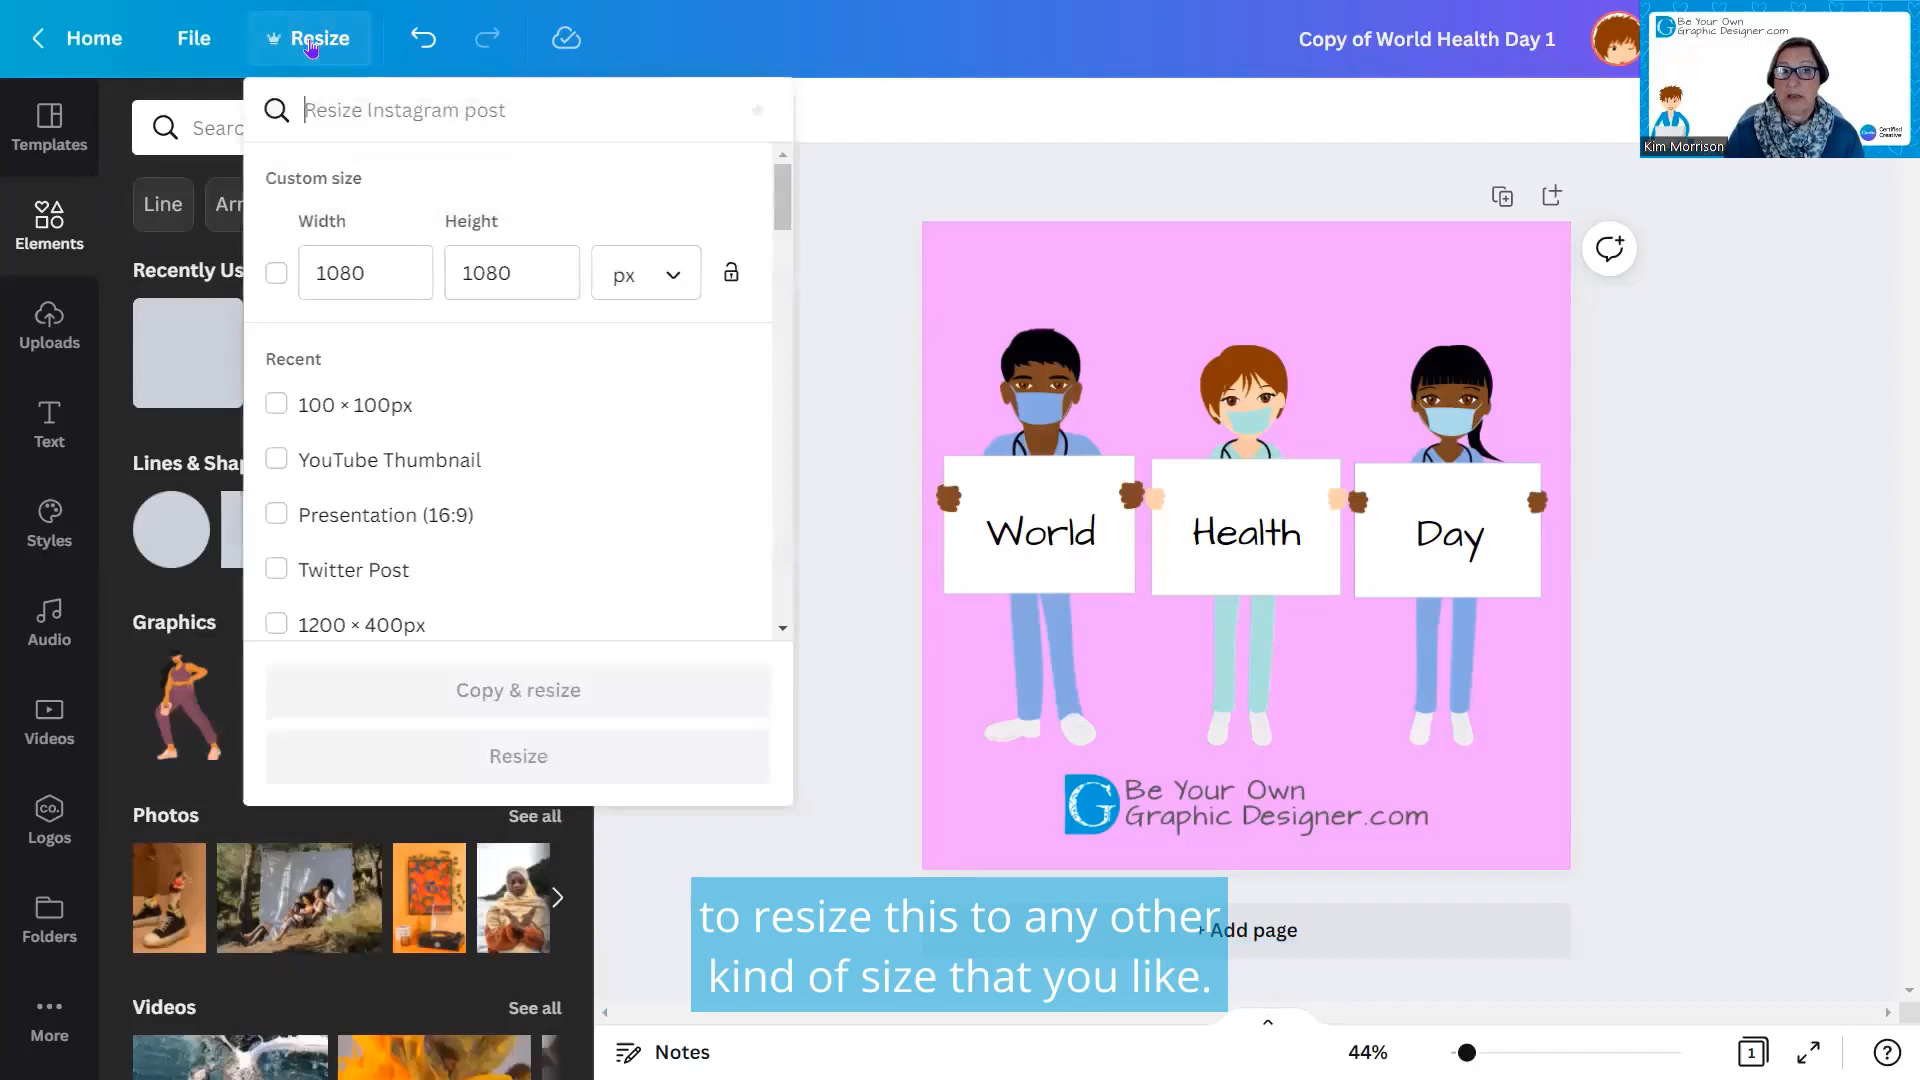 Home
File
Resize
Copy of World Health Day 1
Be Your Own
Graphic Designer.com
Certified
Creative
Kim Morrison
Templates
Elements
Uploads
Text
Styles
Audio
Videos
Logos
CO.
Folders
More
Line
Recently Us
Lines & Shap
Graphics
Photos
See all
Videos
See all
Resize Instagram post
Custom size
Width
Height
1080
1080
px
Recent
100 × 100px
YouTube Thumbnail
Presentation (16:9)
Twitter Post
1200 × 400px
Copy & resize
Resize
World
Health
Day
Be Your Own
Graphic Designer.com
Add page
to resize this to any other
kind of size that you like.
Notes
44%
1